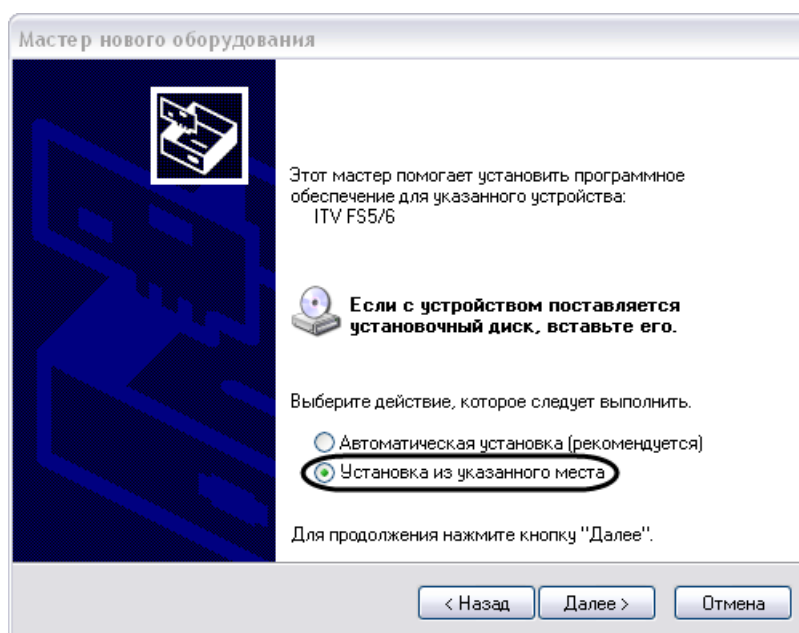 Мастер нового оборудования
Этот мастер помогает установить программное
обеспечение для указанного устройства:
ITV FS5/6
Если с устройством поставляется
установочный диск, вставьте его.
Выберите действие, которое следует выполнить.
Автоматическая установка (рекомендуется)
Установка из указанного места
Для продолжения нажмите кнопку "Далее".
< Назад
Далее >
Отмена